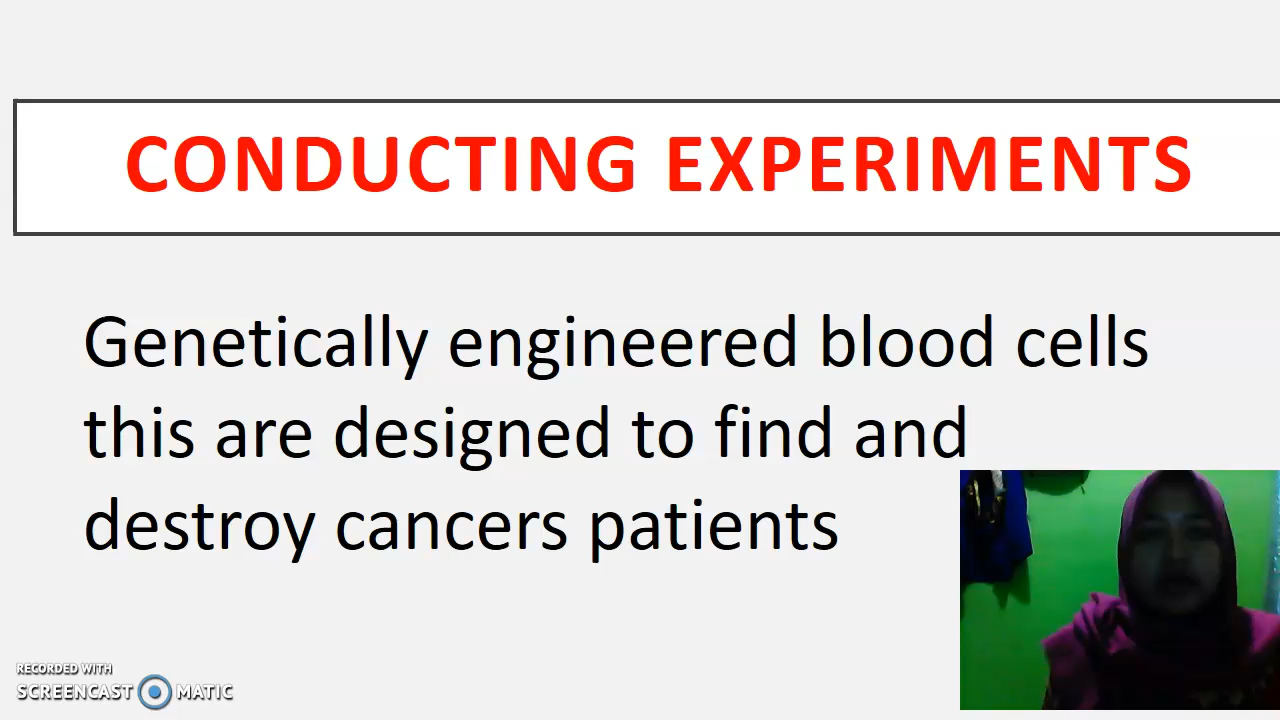 CONDUCTING EXPERIMENTS
Genetically engineered blood cells
this are designed to find and
destroy cancers patients
RECORDED WITH
SCREENCAST MATIC